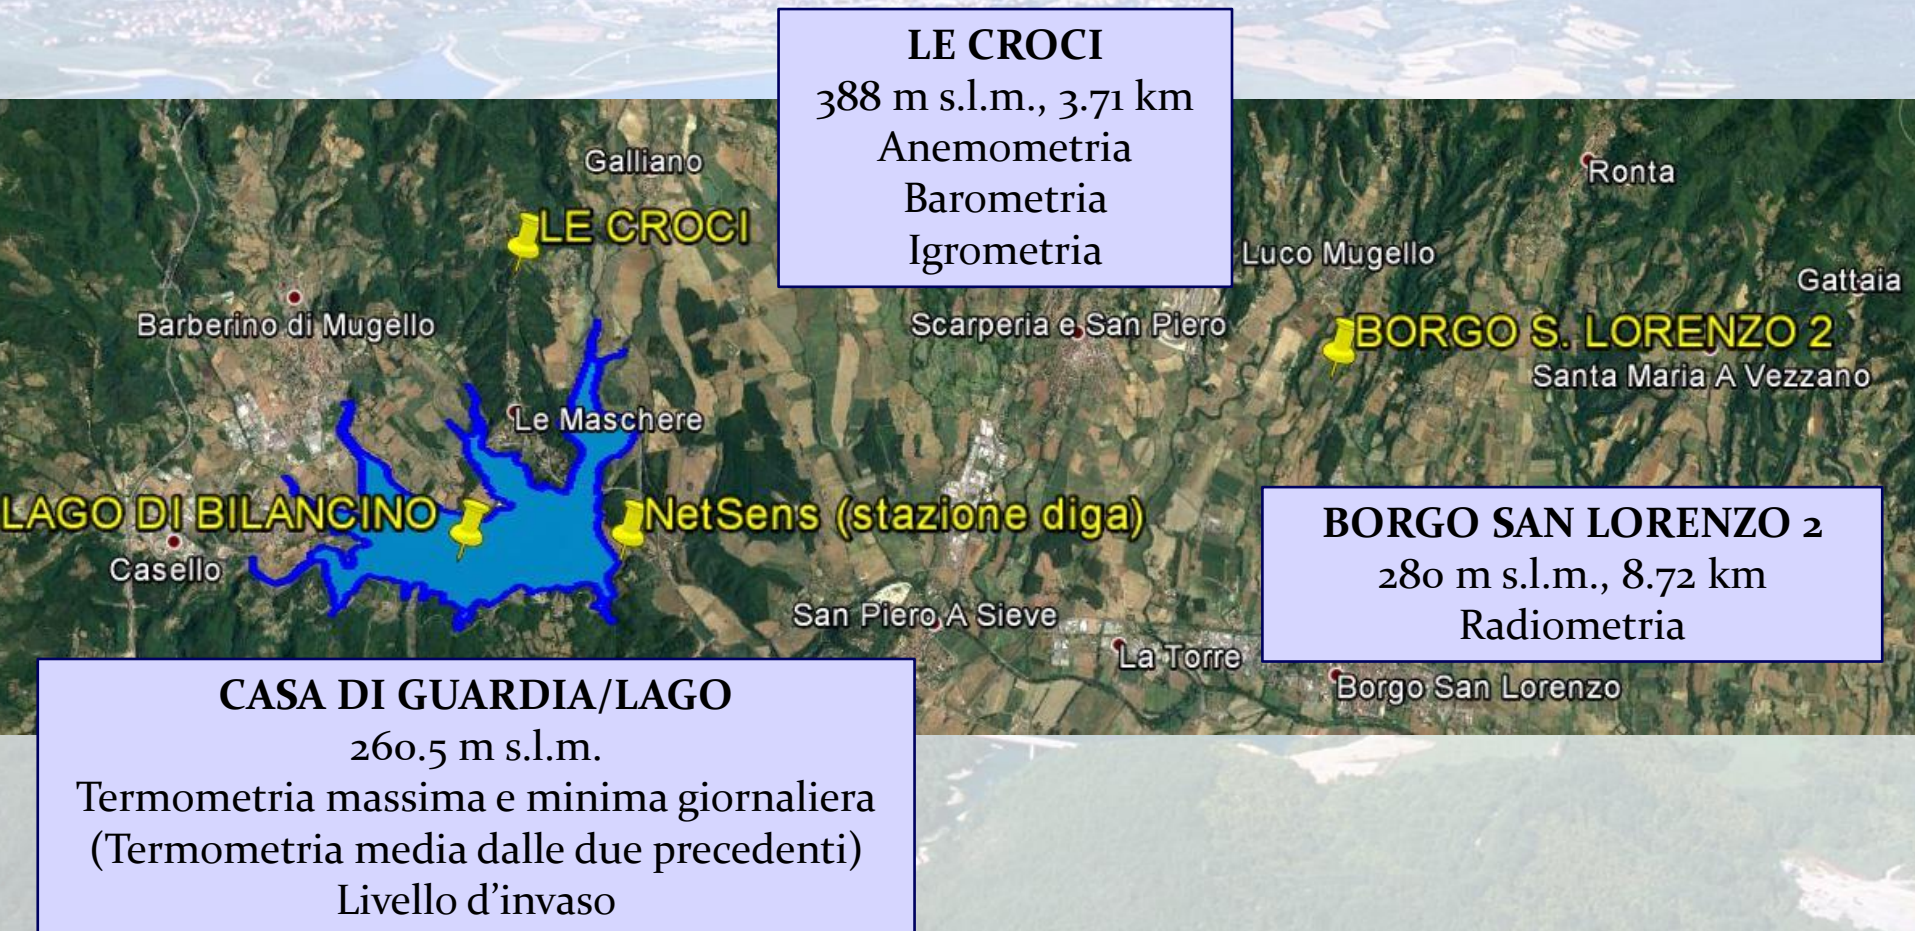 LE CROCI
388 m s.l.m., 3.71 km
Anemometria
Barometria
Igrometria
Galliano
Ronta
LE CROCI
Luco Mugello
Gattaia
Barberino di Mugello
Scarperia e San Piero
BORGO S. LORENZO 2
Santa Maria A Vezzano
Le Maschere
LAGO DI BILANCINO
NetSens (stazione diga)
Casello
BORGO SAN LORENZO 2
280 m s.l.m., 8.72 km
Radiometria
San Piero A Sieve
La Torre
Borgo San Lorenzo
CASA DI GUARDIA/LAGO
260.5 m s.l.m.
Termometria massima e minima giornaliera
(Termometria media dalle due precedenti)
Livello d’invaso